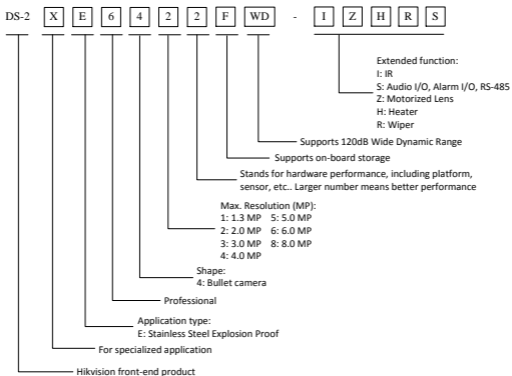 DS-2 X E 6 4 2 2 F WD - I Z H R S
Extended function:
I: IR
S: Audio I/O, Alarm I/O, RS-485
Z: Motorized Lens
H: Heater
R: Wiper
Supports 120dB Wide Dynamic Range
Supports on-board storage
Stands for hardware performance, including platform,
sensor, etc.. Larger number means better performance
Max. Resolution (MP):
1: 1.3 MP 5: 5.0 MP
2: 2.0 MP 6: 6.0 MP
3: 3.0 MP 8: 8.0 MP
4: 4.0 MP
Shape:
4: Bullet camera
Professional
Application type:
E: Stainless Steel Explosion Proof
For specialized application
Hikvision front-end product